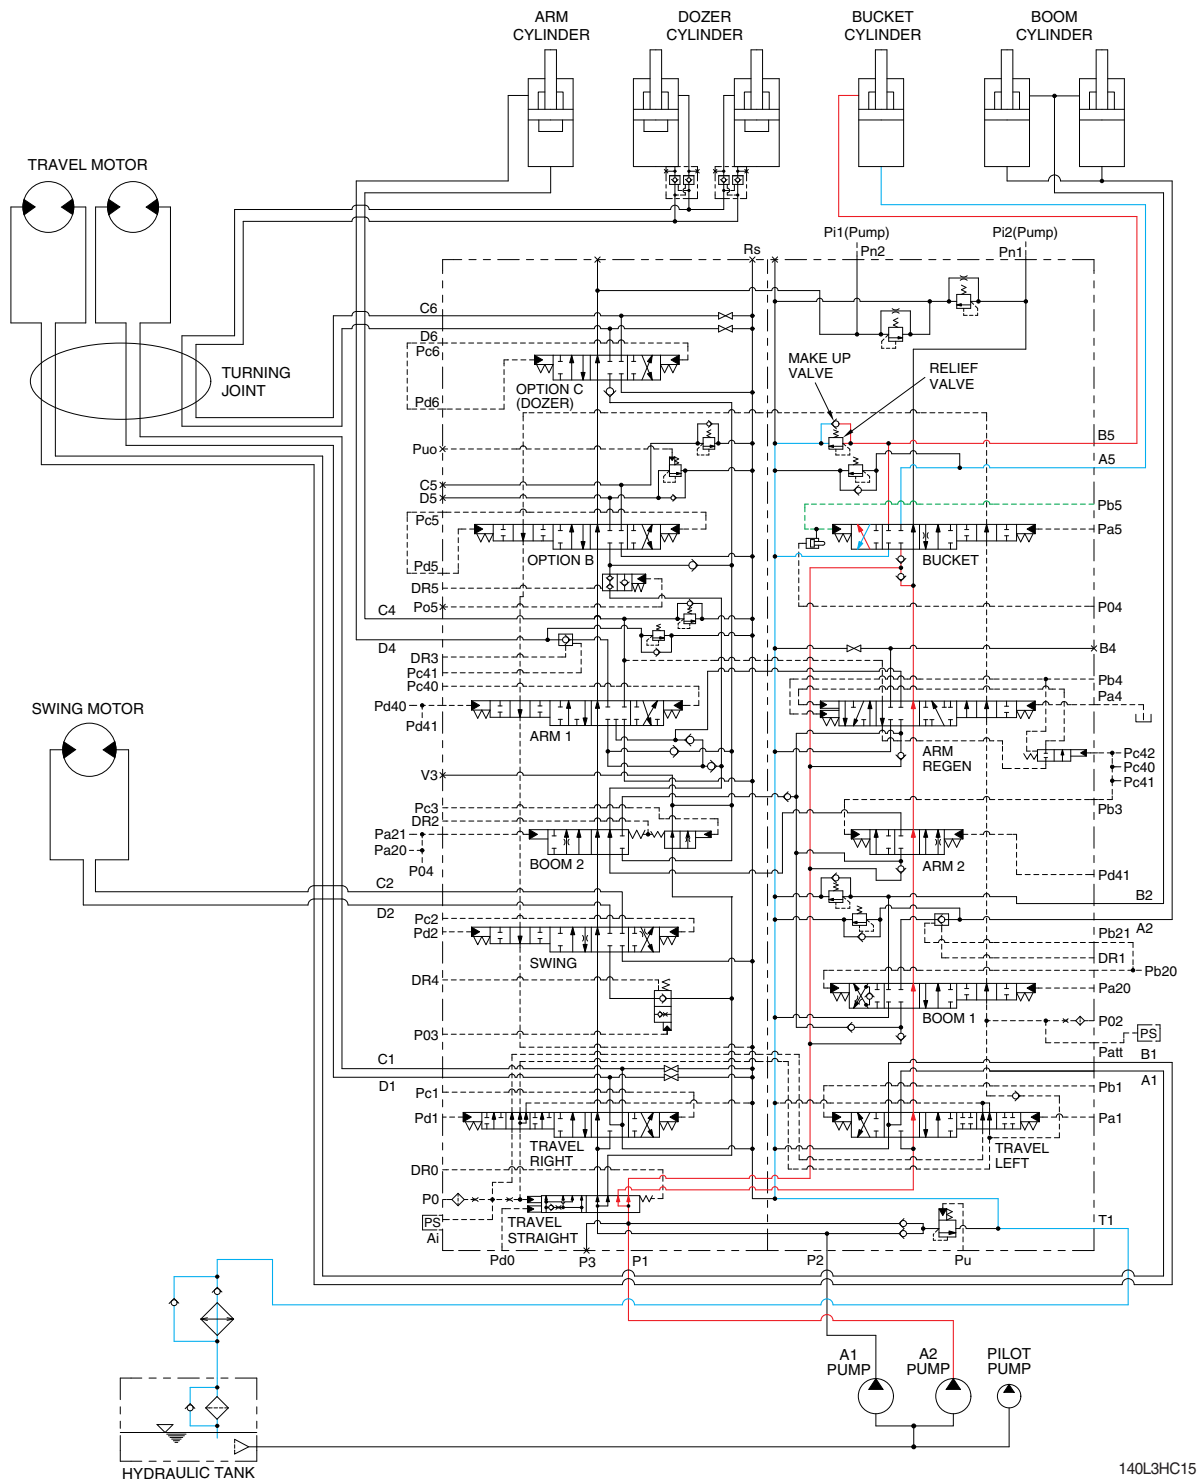 ARM
CYLINDER
DOZER
CYLINDER
BUCKET
CYLINDER
BOOM
CYLINDER
TRAVEL MOTOR
TURNING
JOINT
SWING MOTOR
Rs
Pi1(Pump)
Pn2
Pi2(Pump)
Pn1
C6
D6
Pc6
Pd6
OPTION C
(DOZER)
MAKE UP
VALVE
RELIEF
VALVE
Puo
B5
A5
C5
D5
Pc5
Pd5
OPTION B
Pb5
Pa5
BUCKET
DR5
Po5
P04
C4
D4
DR3
Pc41
Pc40
B4
Pb4
Pa4
Pd40
Pd41
ARM 1
ARM
REGEN
Pc42
Pc40
Pc41
V3
Pc3
DR2
Pb3
Pa21
Pa20
P04
BOOM 2
ARM 2
Pd41
C2
D2
B2
A2
Pc2
Pd2
SWING
Pb21
DR1
Pb20
DR4
Pa20
BOOM 1
P03
P02
PS
Patt
C1
D1
B1
A1
Pc1
Pd1
Pb1
Pa1
TRAVEL
RIGHT
TRAVEL
LEFT
DR0
P0
PS
Ai
TRAVEL
STRAIGHT
T1
Pd0
P3
P1
P2
Pu
A1
PUMP
A2
PUMP
PILOT
PUMP
HYDRAULIC TANK
140L3HC15